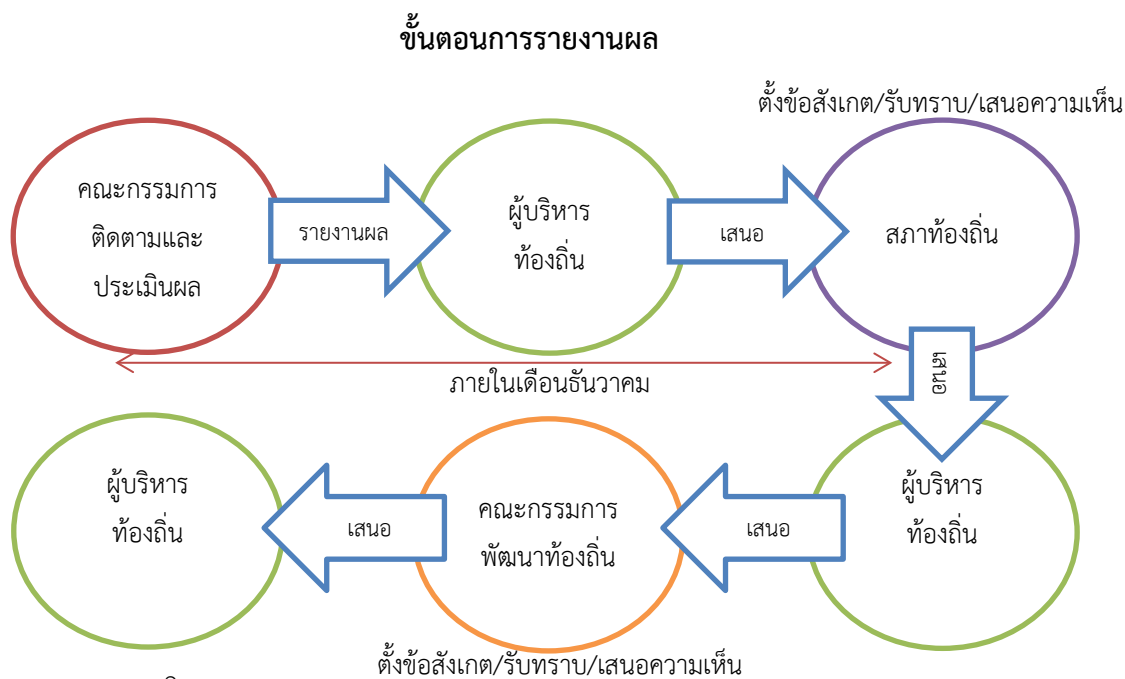 ขั้นตอนการรายงานผล
ตั้งข้อสังเกต/รับทราบ/เสนอความเห็น
คณะกรรมการ
ติดตามและ
ประเมินผล
รายงานผล
ผู้บริหาร
ท้องถิ่น
เสนอ
สภาท้องถิ่น
ภายในเดือนธันวาคม
เสนอ
ผู้บริหาร
ท้องถิ่น
เสนอ
คณะกรรมการ
พัฒนาท้องถิ่น
เสนอ
ผู้บริหาร
ท้องถิ่น
ตั้งข้อสังเกต/รับทราบ/เสนอความเห็น